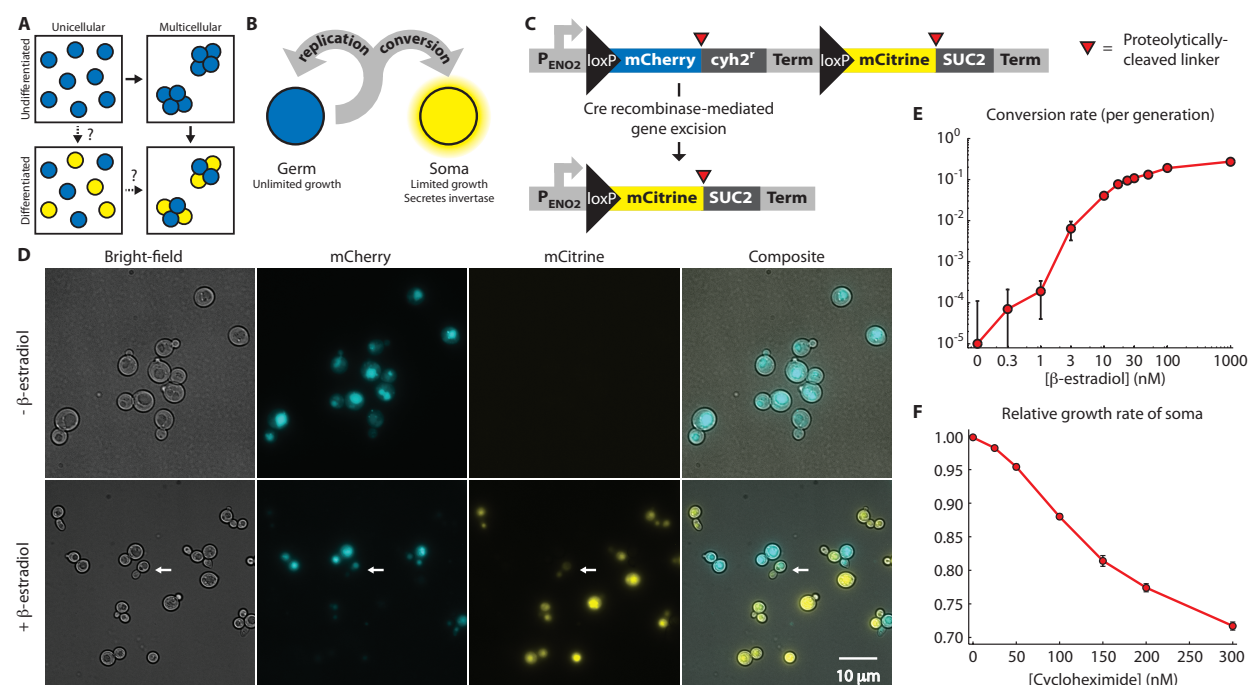 A
Unicellular
Multicellular
Undifferentiated
Differentiated
?
?
B
replication
conversion
Germ
Unlimited growth
Soma
Limited growth
Secretes invertase
C
PENO2
loxP
mCherry
cyh2r
Term
loxP
mCitrine
SUC2
Term
= Proteolytically-
cleaved linker
Cre recombinase-mediated
gene excision
PENO2
loxP
mCitrine
SUC2
Term
D
Bright-field
mCherry
mCitrine
Composite
- β-estradiol
+ β-estradiol
10 µm
E
Conversion rate (per generation)
10^0
10^-1
10^-2
10^-3
10^-4
10^-5
0 0.3 1 3 10 30 100 1000
[β-estradiol] (nM)
F
Relative growth rate of soma
1.00
0.95
0.90
0.85
0.80
0.75
0.70
0 50 100 150 200 250 300
[Cycloheximide] (nM)